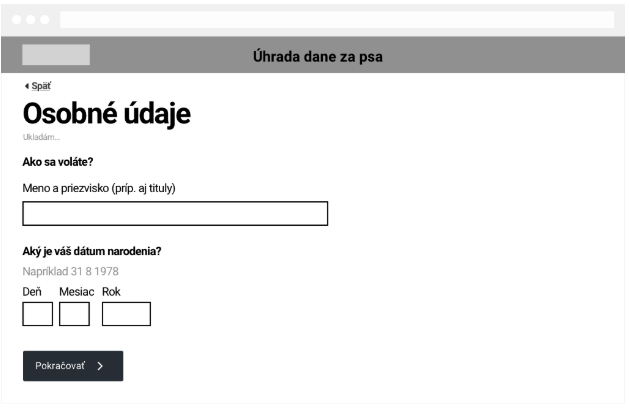 Úhrada dane za psa
Späť
Osobné údaje
Ukladám...
Ako sa voláte?
Meno a priezvisko (príp. aj tituly)
Aký je váš dátum narodenia?
Napríklad 31 8 1978
Deň Mesiac Rok
Pokračovať